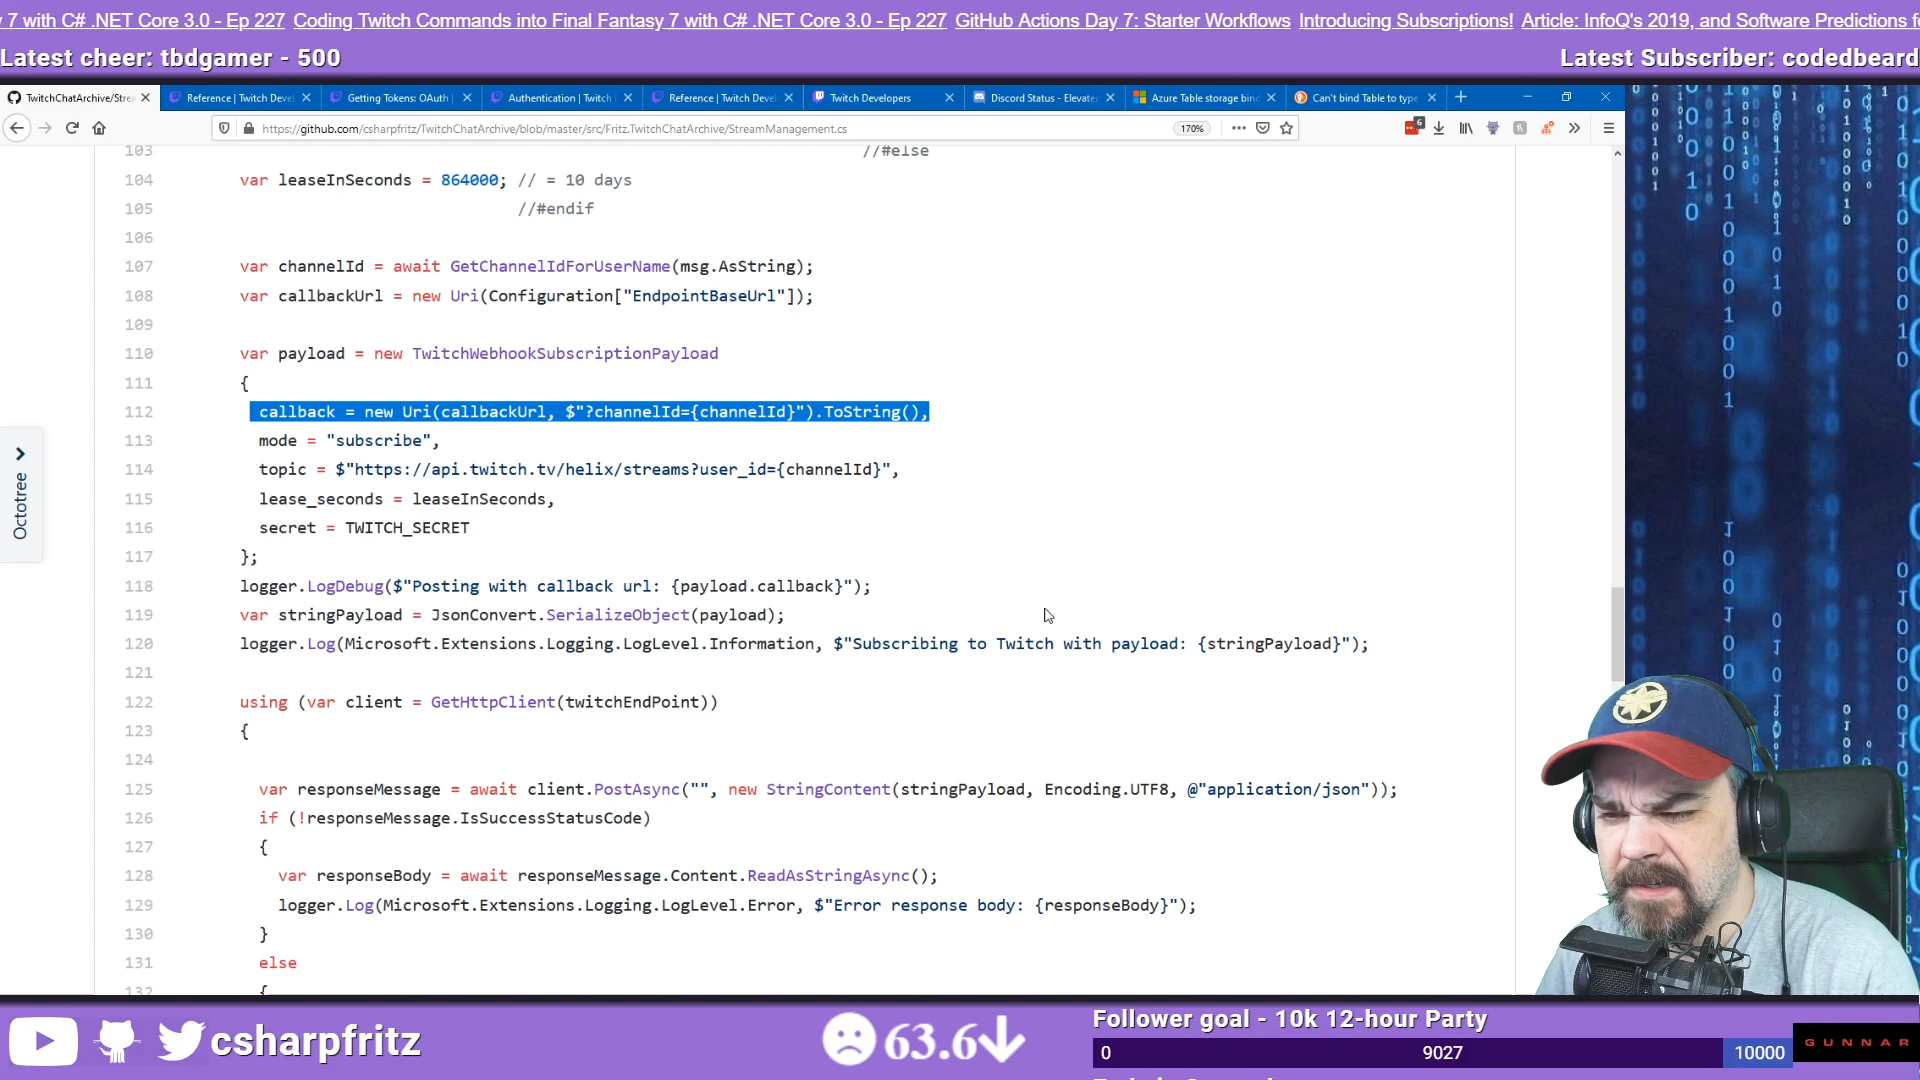 7 with C# .NET Core 3.0 - Ep 227 Coding Twitch Commands into Final Fantasy 7 with C# .NET Core 3.0 - Ep 227 GitHub Actions Day 7: Starter Workflows Introducing Subscriptions! Article: InfoQ's 2019, and Software Predictions
Latest cheer: tbdgamer - 500
Latest Subscriber: codedbeard
TwitchChatArchive/Strea
Reference | Twitch Devel
Getting Tokens: OAuth |
Authentication | Twitch
Reference | Twitch Devel
Twitch Developers
Discord Status - Elevated
Azure Table storage bind
Can't bind Table to type
https://github.com/csharpfritz/TwitchChatArchive/blob/master/src/Fritz.TwitchChatArchive/StreamManagement.cs
170%
6
103 //#else
104 var leaseInSeconds = 864000; // = 10 days
105 //#endif
106
107 var channelId = await GetChannelIdForUserName(msg.AsString);
108 var callbackUrl = new Uri(Configuration["EndpointBaseUrl"]);
109
110 var payload = new TwitchWebhookSubscriptionPayload
111 {
112 callback = new Uri(callbackUrl, $"?channelId={channelId}").ToString(),
113 mode = "subscribe",
114 topic = $"https://api.twitch.tv/helix/streams?user_id={channelId}",
115 lease_seconds = leaseInSeconds,
116 secret = TWITCH_SECRET
117 };
118 logger.LogDebug($"Posting with callback url: {payload.callback}");
119 var stringPayload = JsonConvert.SerializeObject(payload);
120 logger.Log(Microsoft.Extensions.Logging.LogLevel.Information, $"Subscribing to Twitch with payload: {stringPayload}");
121
122 using (var client = GetHttpClient(twitchEndPoint))
123 {
124
125 var responseMessage = await client.PostAsync("", new StringContent(stringPayload, Encoding.UTF8, @"application/json"));
126 if (!responseMessage.IsSuccessStatusCode)
127 {
128 var responseBody = await responseMessage.Content.ReadAsStringAsync();
129 logger.Log(Microsoft.Extensions.Logging.LogLevel.Error, $"Error response body: {responseBody}");
130 }
131 else
132 {
Octotree
csharpfritz
63.6
Follower goal - 10k 12-hour Party
0
9027
10000
GUNNAR